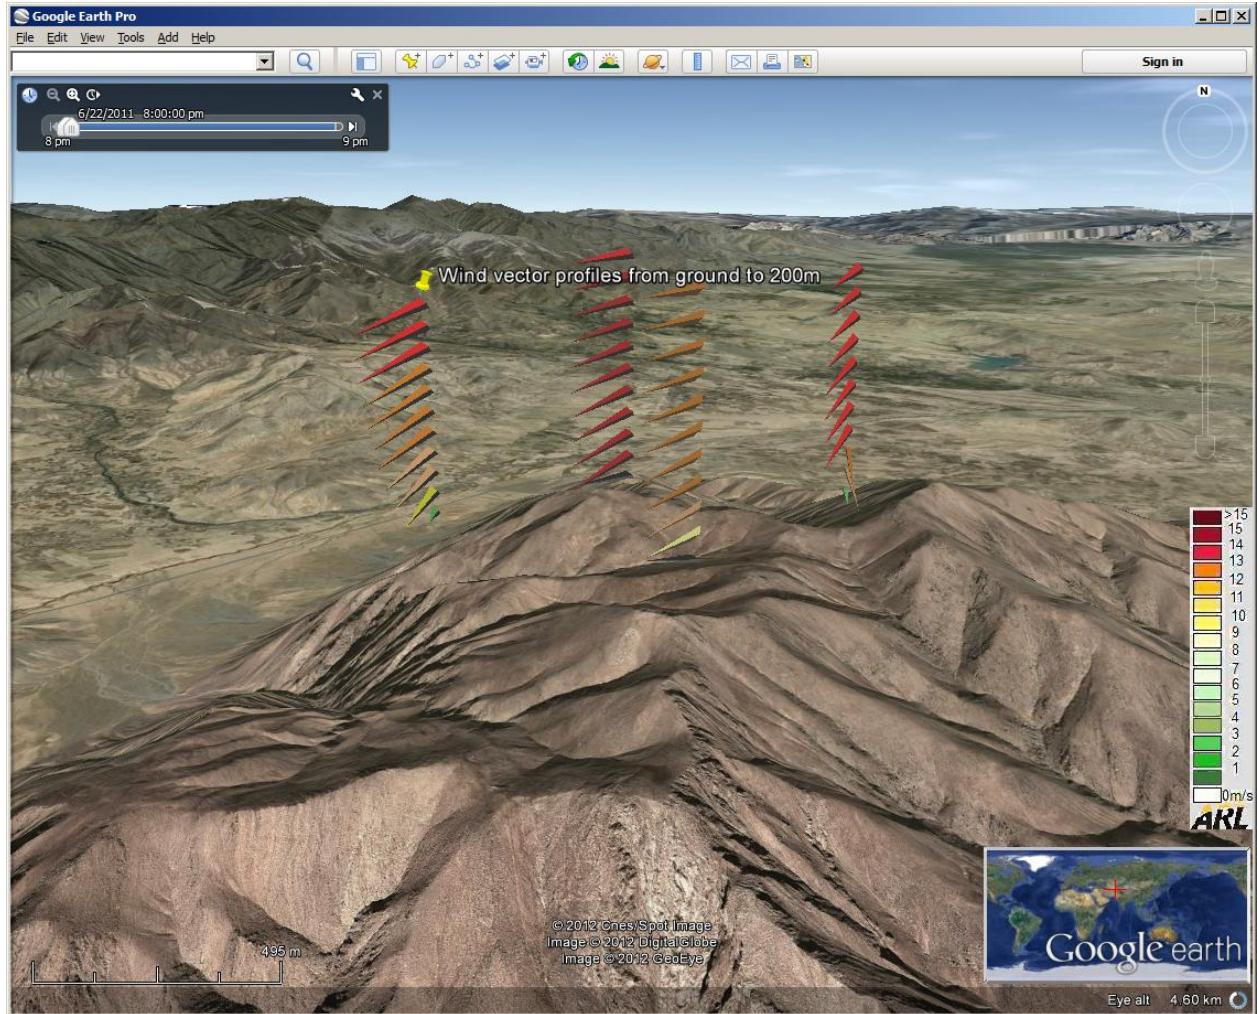 Google Earth Pro
File Edit View Tools Add Help
Sign in
6/22/2011 8:00:00 pm
8 pm 9 pm
N
Wind vector profiles from ground to 200m
>15
15
14
13
12
11
10
9
8
7
6
5
4
3
2
1
0m/s
ARL
© 2012 Cnes/Spot Image
Image © 2012 DigitalGlobe
Image © 2012 GeoEye
495 m
Google earth
Eye alt 4.60 km